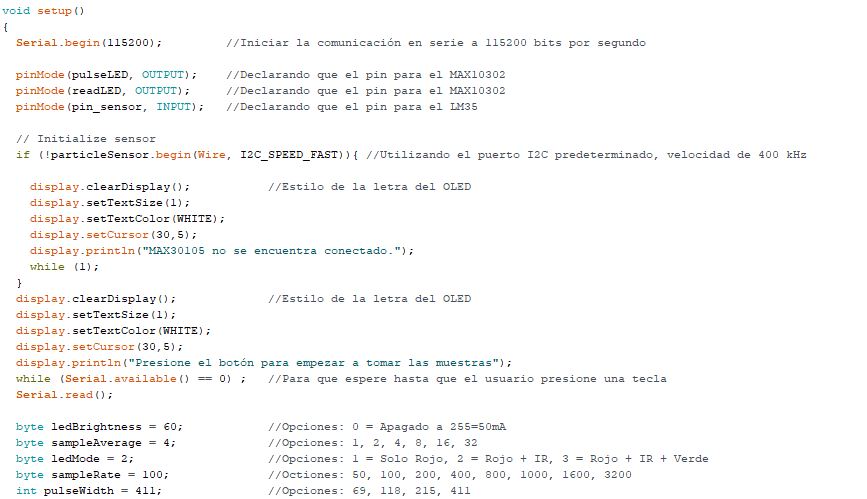 void setup()
{
Serial.begin(115200); //Iniciar la comunicación en serie a 115200 bits por segundo
pinMode(pulseLED, OUTPUT); //Declarando que el pin para el MAX10302
pinMode(readLED, OUTPUT); //Declarando que el pin para el MAX10302
pinMode(pin_sensor, INPUT); //Declarando que el pin para el LM35
// Initialize sensor
if (!particleSensor.begin(Wire, I2C_SPEED_FAST)){ //Utilizando el puerto I2C predeterminado, velocidad de 400 kHz
display.clearDisplay(); //Estilo de la letra del OLED
display.setTextSize(1);
display.setTextColor(WHITE);
display.setCursor(30,5);
display.println("MAX30105 no se encuentra conectado.");
while (1);
}
display.clearDisplay(); //Estilo de la letra del OLED
display.setTextSize(1);
display.setTextColor(WHITE);
display.setCursor(30,5);
display.println("Presione el botón para empezar a tomar las muestras");
while (Serial.available() == 0) ; //Para que espere hasta que el usuario presione una tecla
Serial.read();
byte ledBrightness = 60; //Opciones: 0 = Apagado a 255=50mA
byte sampleAverage = 4; //Opciones: 1, 2, 4, 8, 16, 32
byte ledMode = 2; //Opciones: 1 = Solo Rojo, 2 = Rojo + IR, 3 = Rojo + IR + Verde
byte sampleRate = 100; //Octiones: 50, 100, 200, 400, 800, 1000, 1600, 3200
int pulseWidth = 411; //Opciones: 69, 118, 215, 411